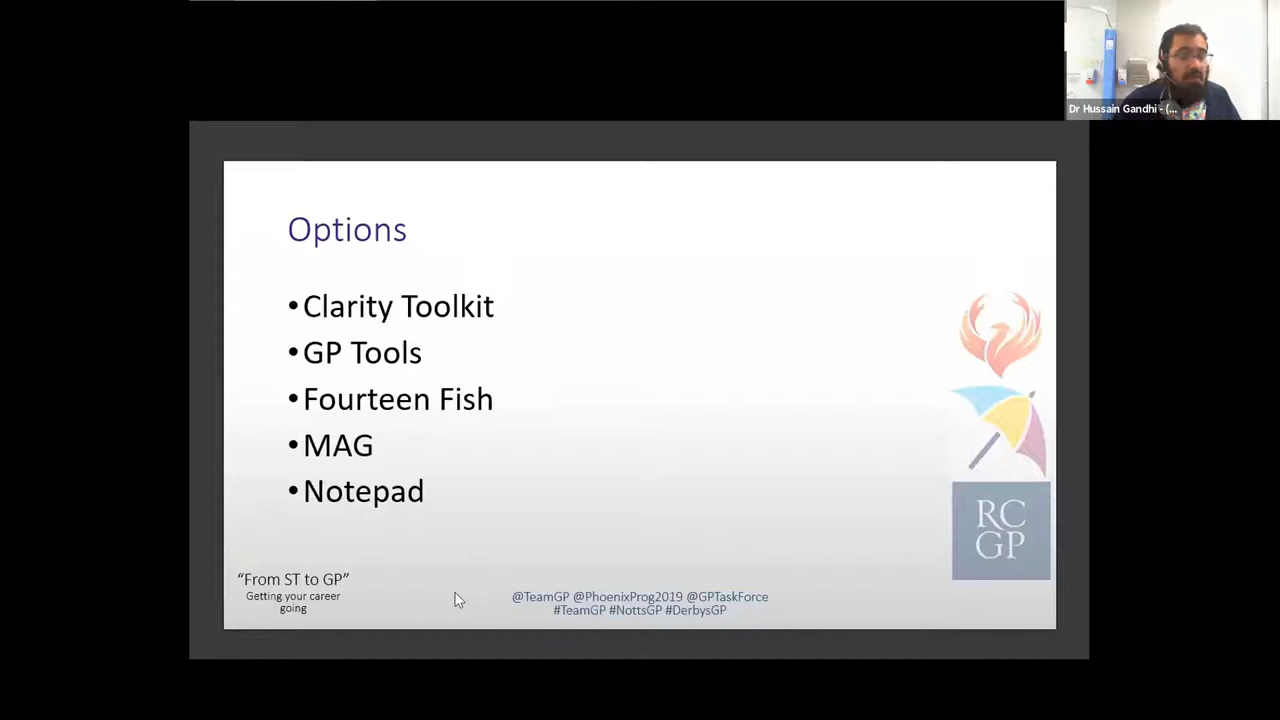 Dr Hussain Gandhi - (...
Options
•Clarity Toolkit
•GP Tools
•Fourteen Fish
•MAG
•Notepad
RC
GP
“From ST to GP”
Getting your career
going
@TeamGP @PhoenixProg2019 @GPTaskForce
#TeamGP #NottsGP #DerbysGP